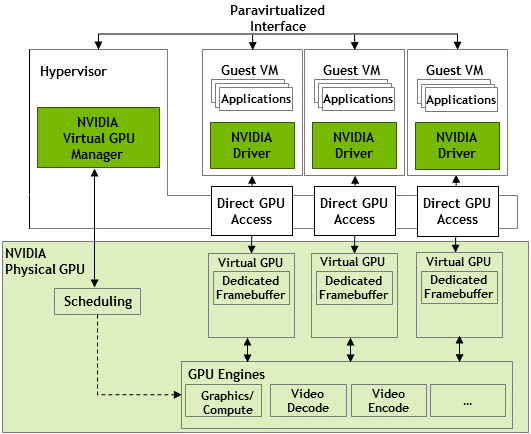 Paravirtualized
Interface
Hypervisor
NVIDIA
Virtual GPU
Manager
Guest VM
Applications
NVIDIA
Driver
Guest VM
Applications
NVIDIA
Driver
Guest VM
Applications
NVIDIA
Driver
Direct GPU
Access
Direct GPU
Access
Direct GPU
Access
NVIDIA
Physical GPU
Scheduling
Virtual GPU
Dedicated
Framebuffer
Virtual GPU
Dedicated
Framebuffer
Virtual GPU
Dedicated
Framebuffer
GPU Engines
Graphics/
Compute
Video
Decode
Video
Encode
...